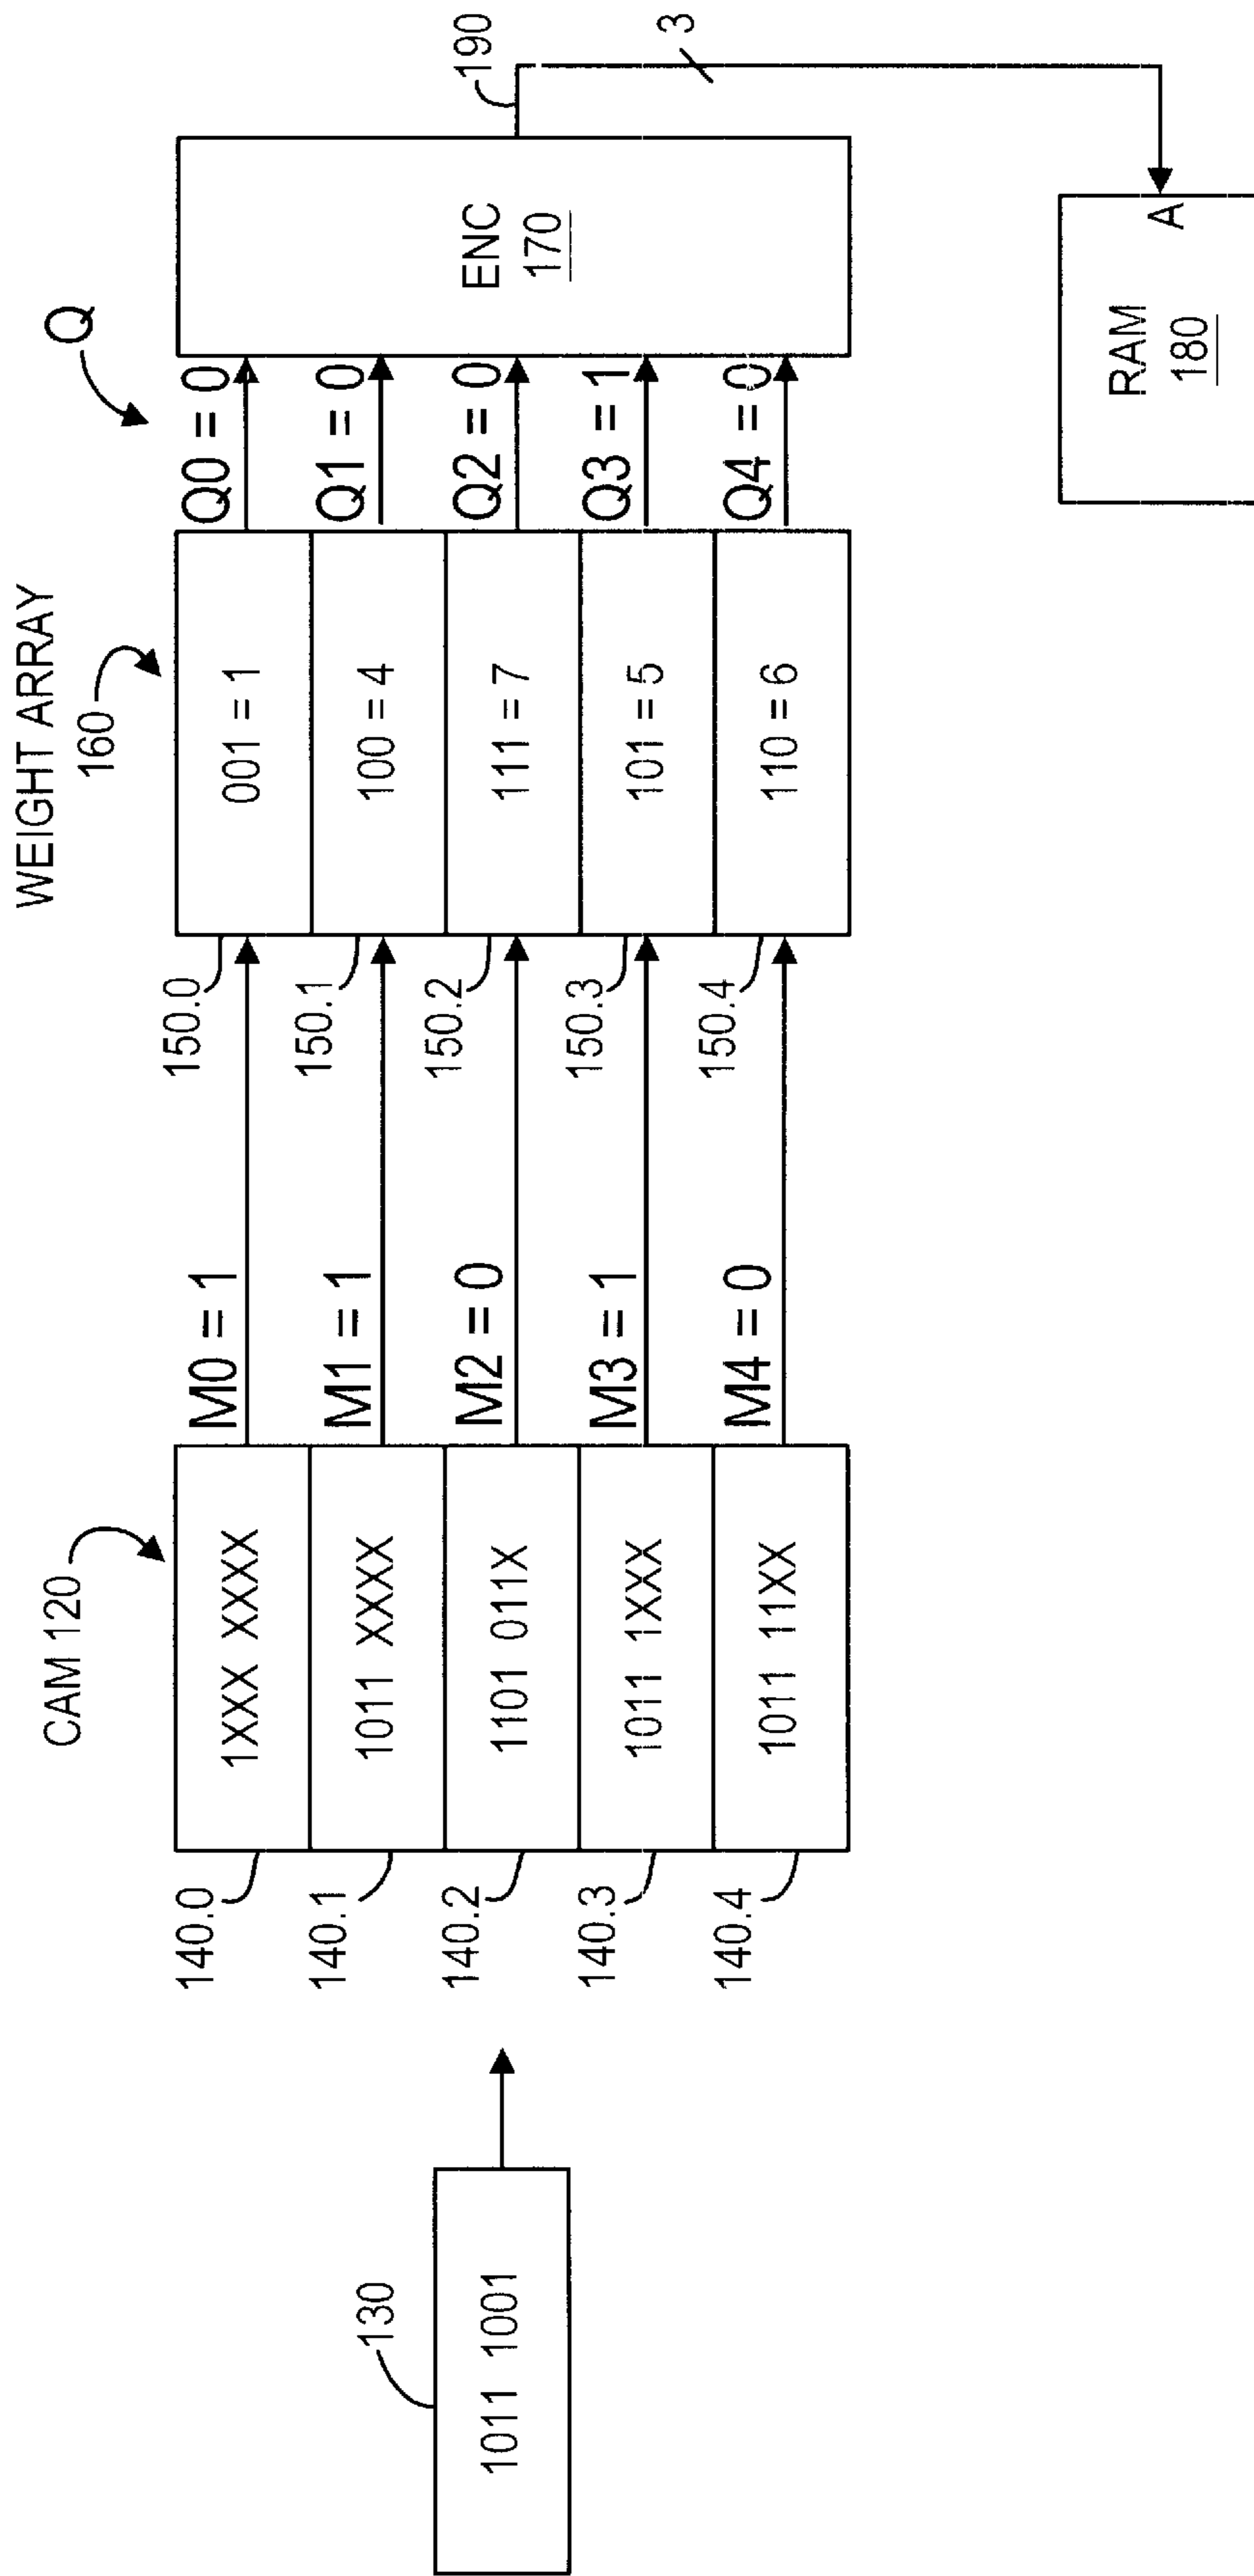 130
1011 1001
CAM 120
140.0
1XXX XXXX
140.1
1011 XXXX
140.2
1101 011X
140.3
1011 1XXX
140.4
1011 11XX
M0 = 1
M1 = 1
M2 = 0
M3 = 1
M4 = 0
WEIGHT ARRAY
160
150.0
001 = 1
150.1
100 = 4
150.2
111 = 7
150.3
101 = 5
150.4
110 = 6
Q
Q0 = 0
Q1 = 0
Q2 = 0
Q3 = 1
Q4 = 0
ENC
170
190
3
A
RAM
180